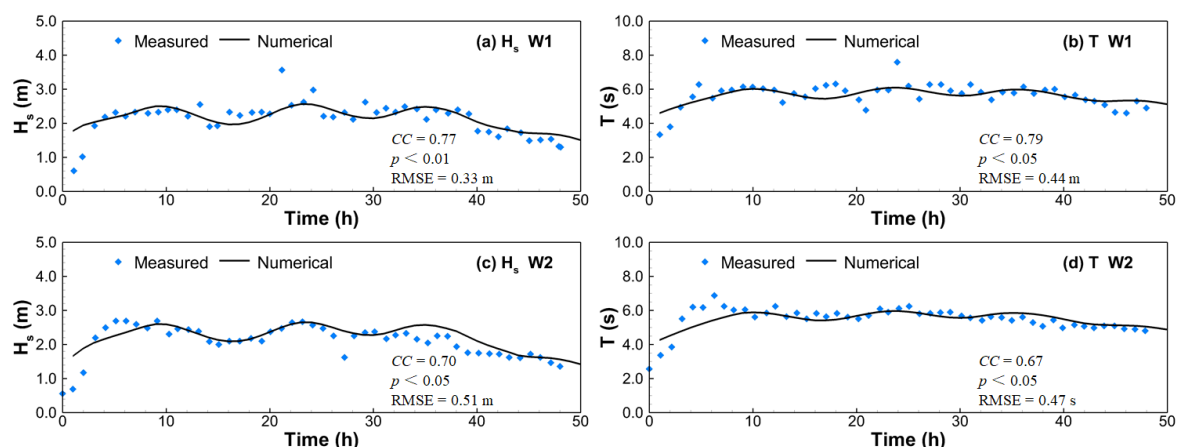 5.0
4.0
3.0
2.0
1.0
0.0
H_s (m)
Measured
Numerical
(a) H_s W1
CC = 0.77
p < 0.01
RMSE = 0.33 m
0
10
20
30
40
50
Time (h)
10.0
8.0
6.0
4.0
2.0
0.0
T (s)
Measured
Numerical
(b) T W1
CC = 0.79
p < 0.05
RMSE = 0.44 m
0
10
20
30
40
50
Time (h)
5.0
4.0
3.0
2.0
1.0
0.0
H_s (m)
Measured
Numerical
(c) H_s W2
CC = 0.70
p < 0.05
RMSE = 0.51 m
0
10
20
30
40
50
Time (h)
10.0
8.0
6.0
4.0
2.0
0.0
T (s)
Measured
Numerical
(d) T W2
CC = 0.67
p < 0.05
RMSE = 0.47 s
0
10
20
30
40
50
Time (h)